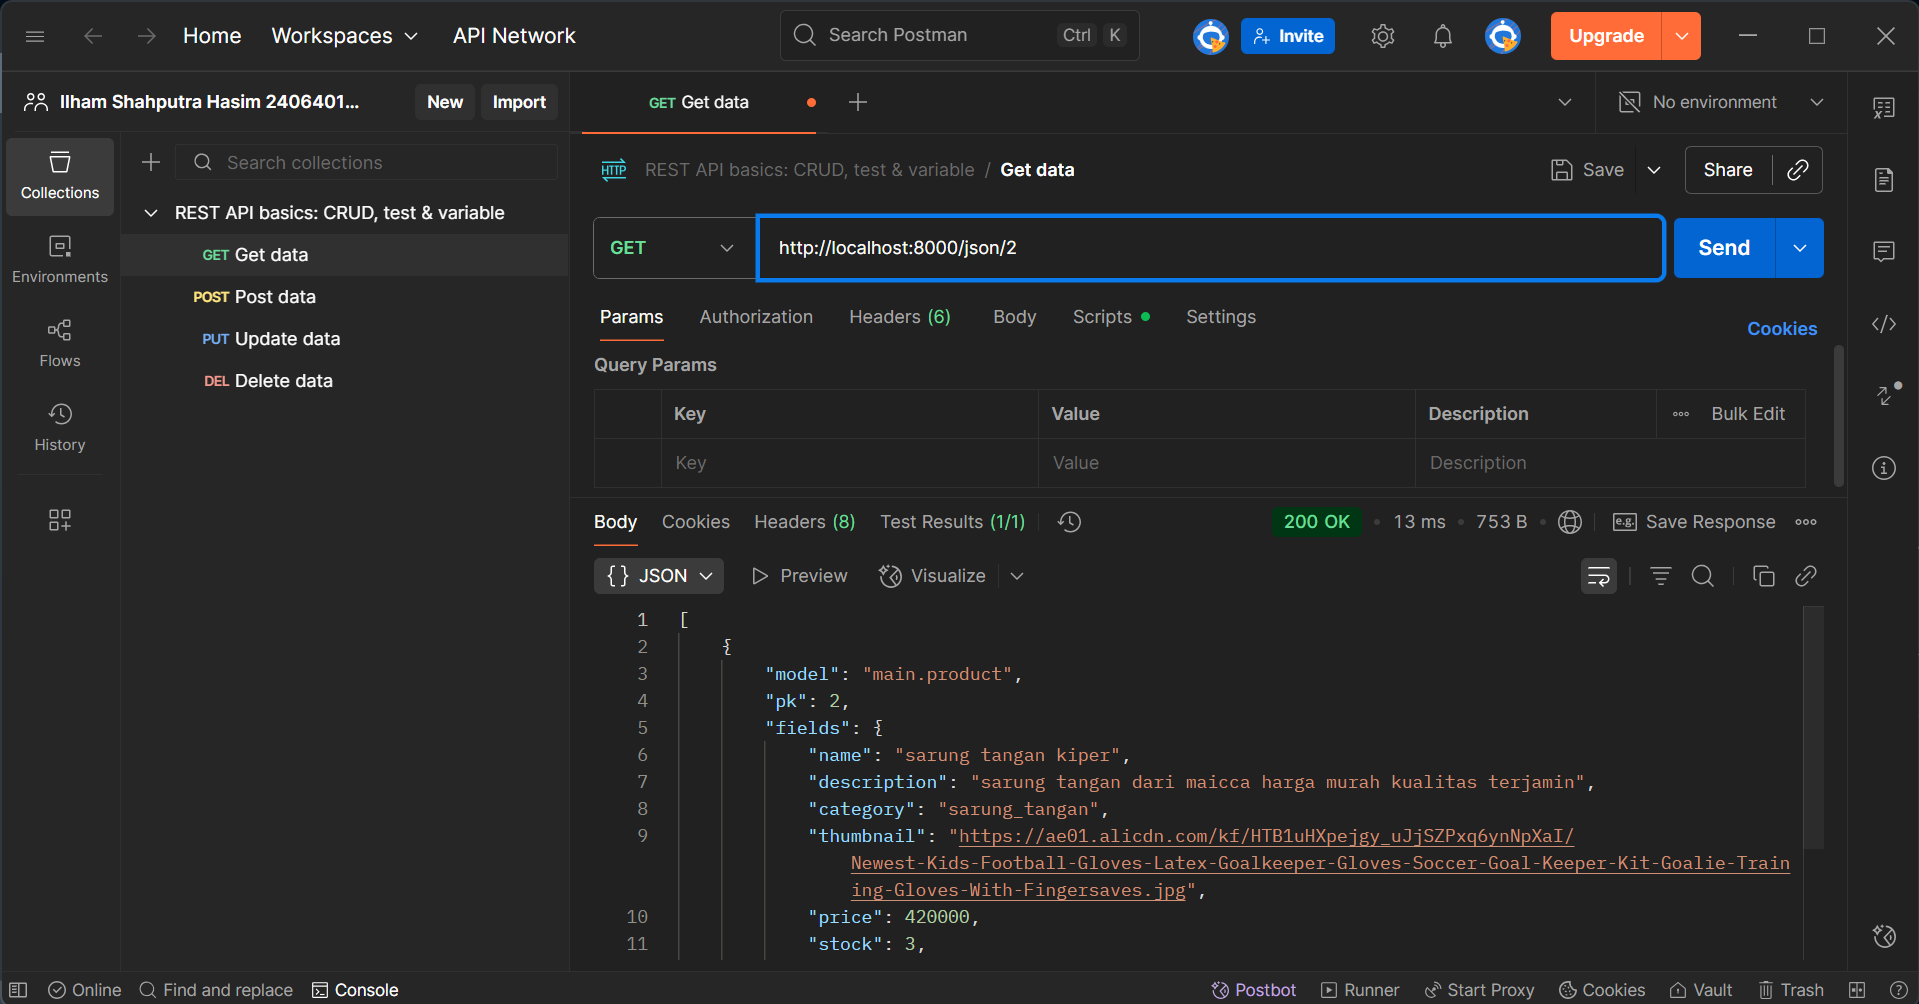 Home Workspaces API Network Search Postman Ctrl K Invite Upgrade
Ilham Shahputra Hasim 2406401... New Import GET Get data No environment
Search collections
REST API basics: CRUD, test & variable
GET Get data
POST Post data
PUT Update data
DEL Delete data
Collections
Environments
Flows
History
HTTP REST API basics: CRUD, test & variable / Get data Save Share
GET http://localhost:8000/json/2 Send
Params Authorization Headers (6) Body Scripts Settings Cookies
Query Params
Key Value Description Bulk Edit
Key Value Description
Body Cookies Headers (8) Test Results (1/1) 200 OK 13 ms 753 B e.g. Save Response
{} JSON Preview Visualize
1 [
2 {
3 "model": "main.product",
4 "pk": 2,
5 "fields": {
6 "name": "sarung tangan kiper",
7 "description": "sarung tangan dari maicca harga murah kualitas terjamin",
8 "category": "sarung_tangan",
9 "thumbnail": "https://ae01.alicdn.com/kf/HTB1uHXpejgy_uJjSZPxq6ynNpXaI/
Newest-Kids-Football-Gloves-Latex-Goalkeeper-Gloves-Soccer-Goal-Keeper-Kit-Goalie-Train
ing-Gloves-With-Fingersaves.jpg",
10 "price": 420000,
11 "stock": 3,
Online Find and replace Console Postbot Runner Start Proxy Cookies Vault Trash